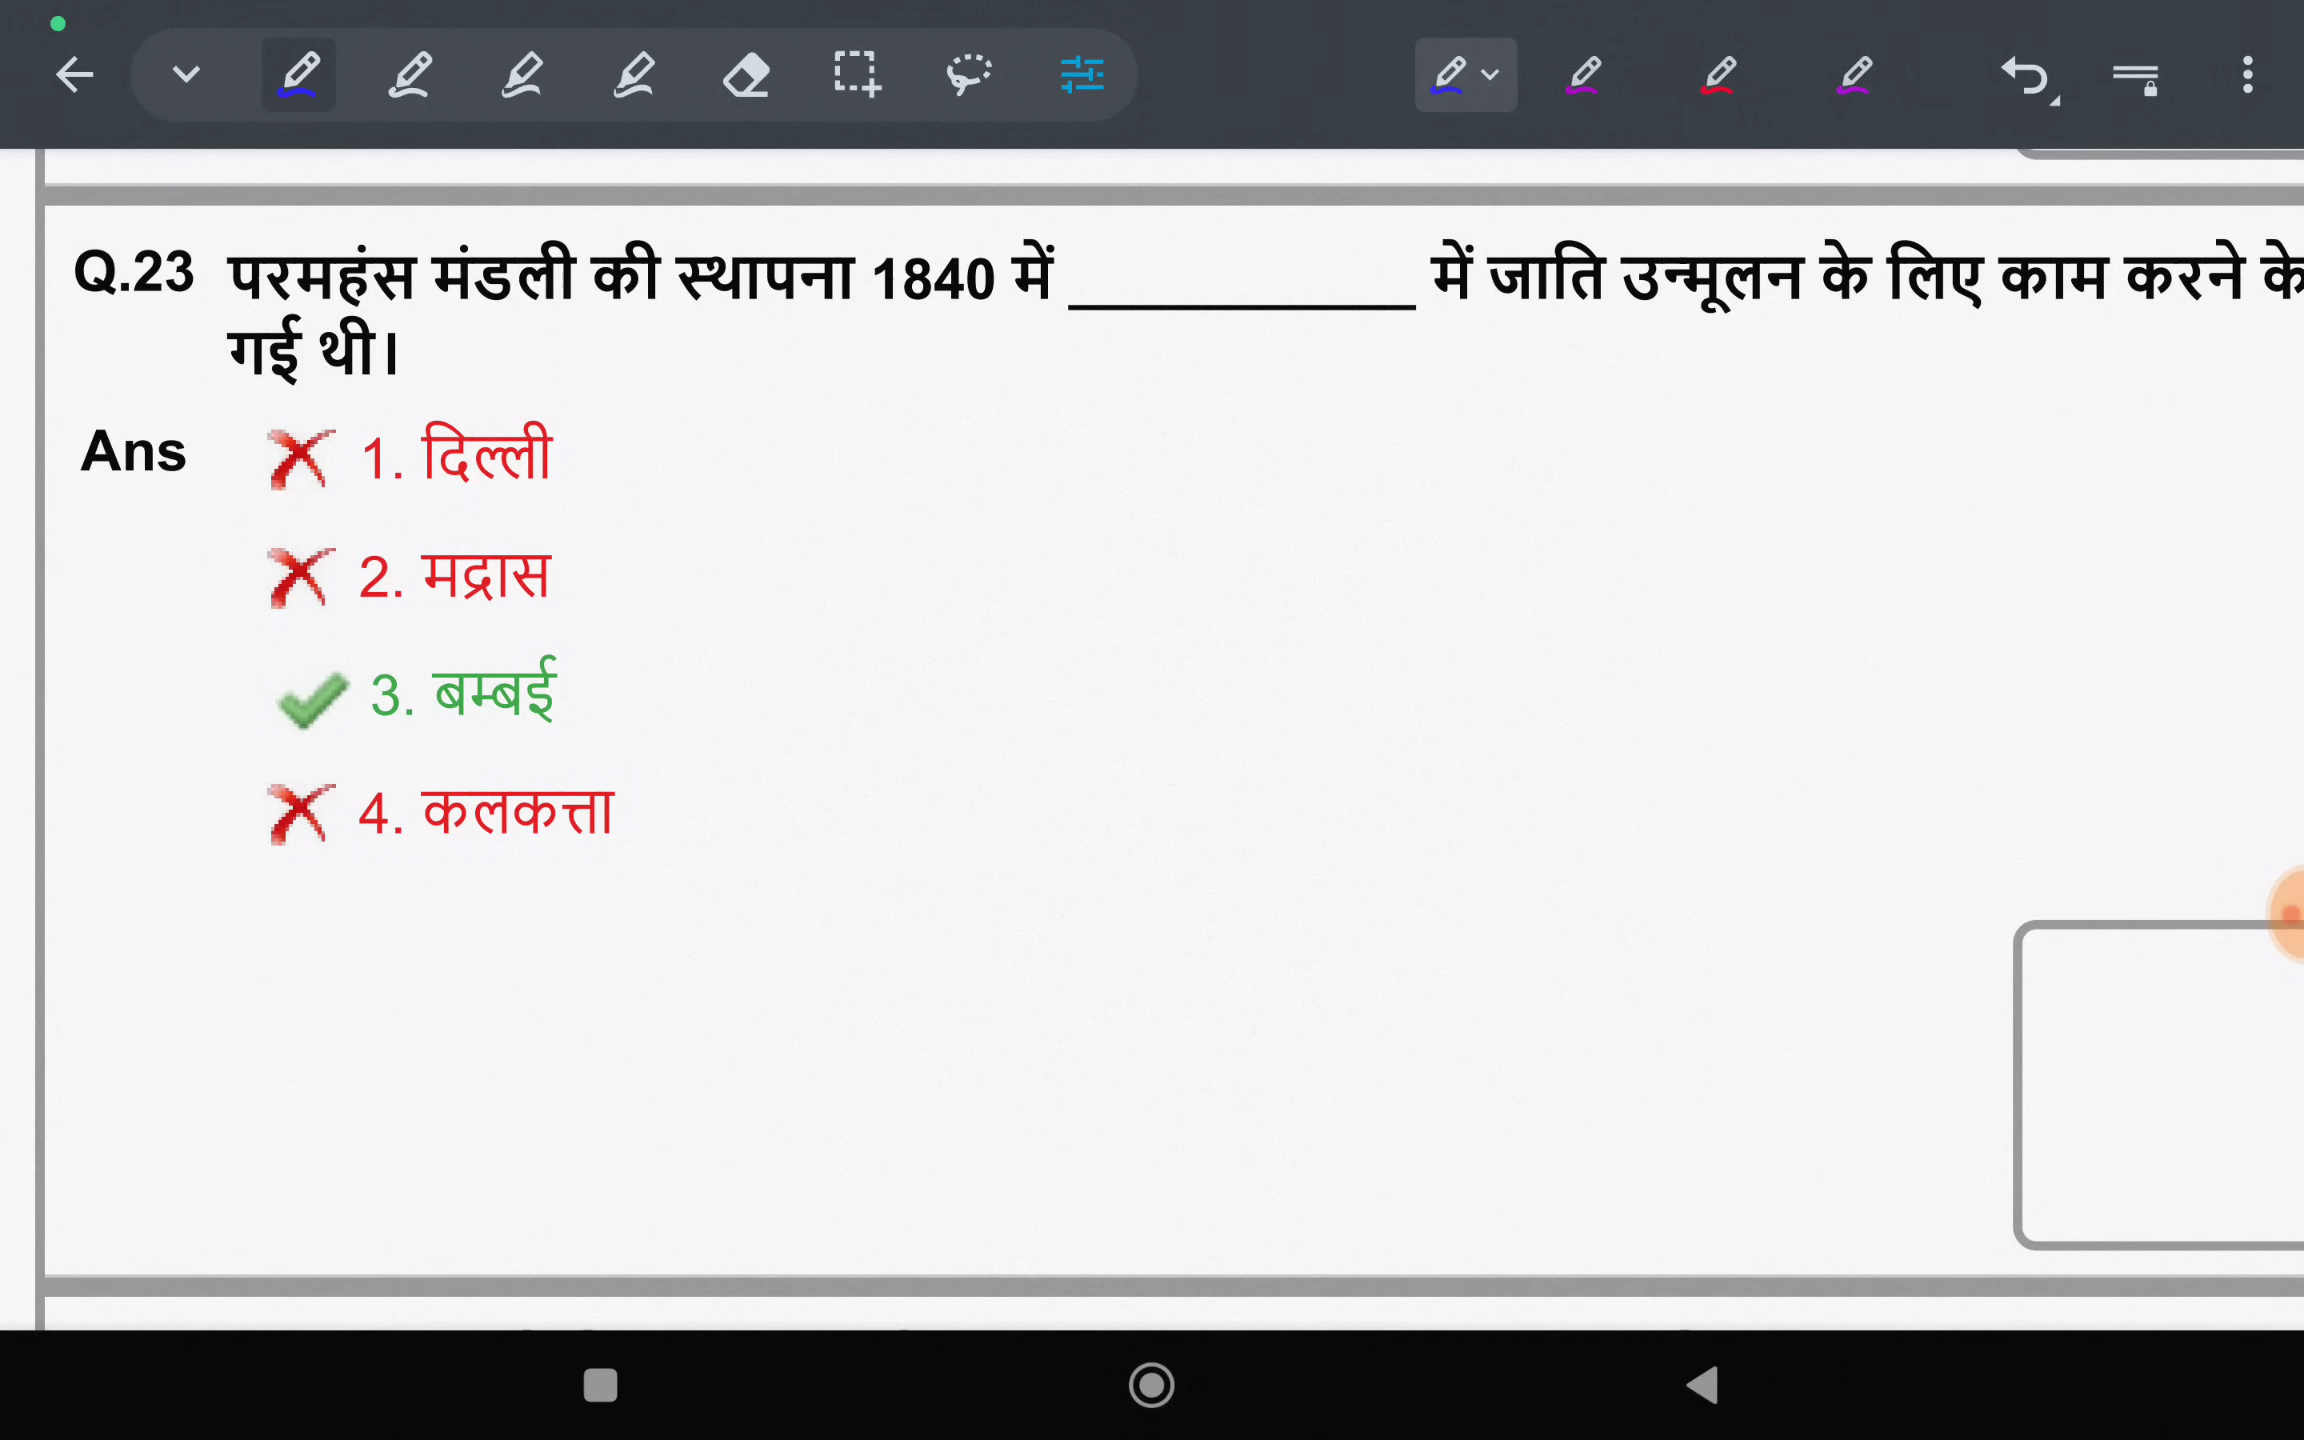 Q.23 परमहंस मंडली की स्थापना 1840 में ____________ में जाति उन्मूलन के लिए काम करने के
गई थी।
Ans 1. दिल्ली
2. मद्रास
3. बम्बई
4. कलकत्ता